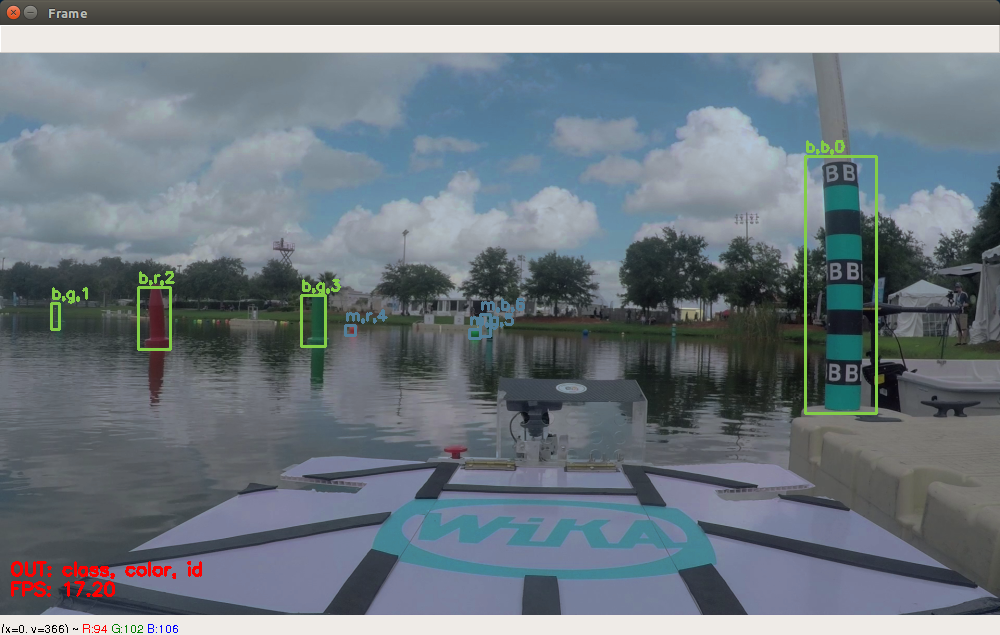 Frame
b,b,0
BB
b,r,2
b,g,3
b,g,1
BB
m,r,4
m,b,6
BB
WiKA
OUT: class, color, id
FPS: 17.20
(x=0, y=366) ~ R:94 G:102 B:106